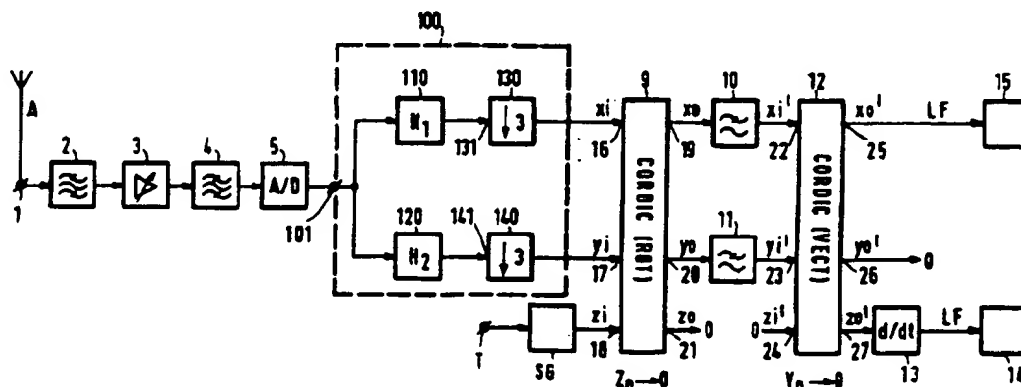 100
A
110
130
9
10
12
15
2
3
4
5
H₁
↓3
xi
xo
xi'
xo'
LF
131
16
19
22
25
A/D
CORDIC (ROT)
CORDIC (VECT)
1
101
120
141
140
11
H₂
↓3
yi
yo
yi'
yo'
0
17
20
23
26
zi
zo
0
0
zi'
zo'
d/dt
LF
T
SG
18
21
24
27
13
14
Z₀→0
Y₀→0